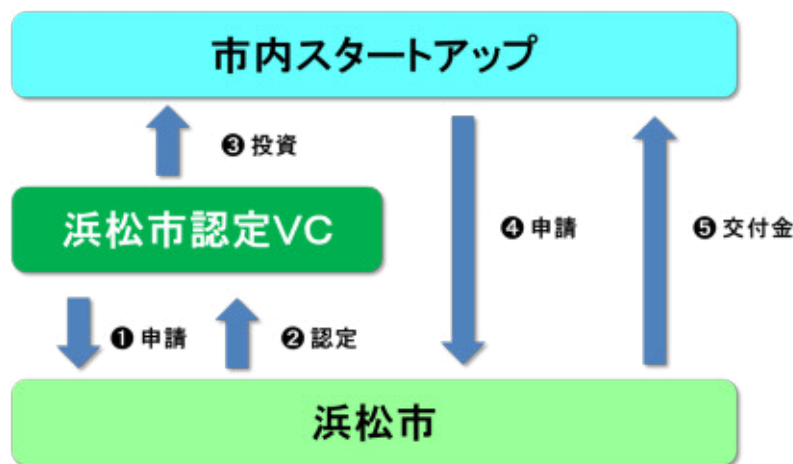 市内スタートアップ
❸投資
浜松市認定VC
❹申請
❺交付金
❶申請
❷認定
浜松市